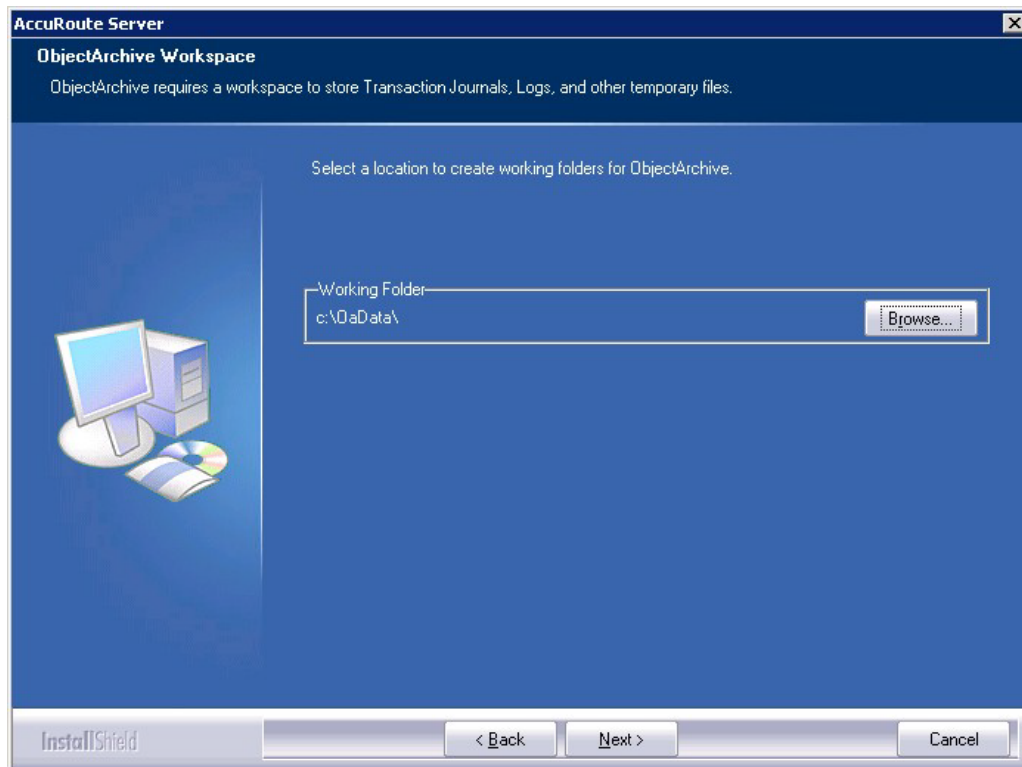 AccuRoute Server
ObjectArchive Workspace
ObjectArchive requires a workspace to store Transaction Journals, Logs, and other temporary files.
Select a location to create working folders for ObjectArchive.
Working Folder
c:\OaData\
Browse...
InstallShield
< Back
Next >
Cancel